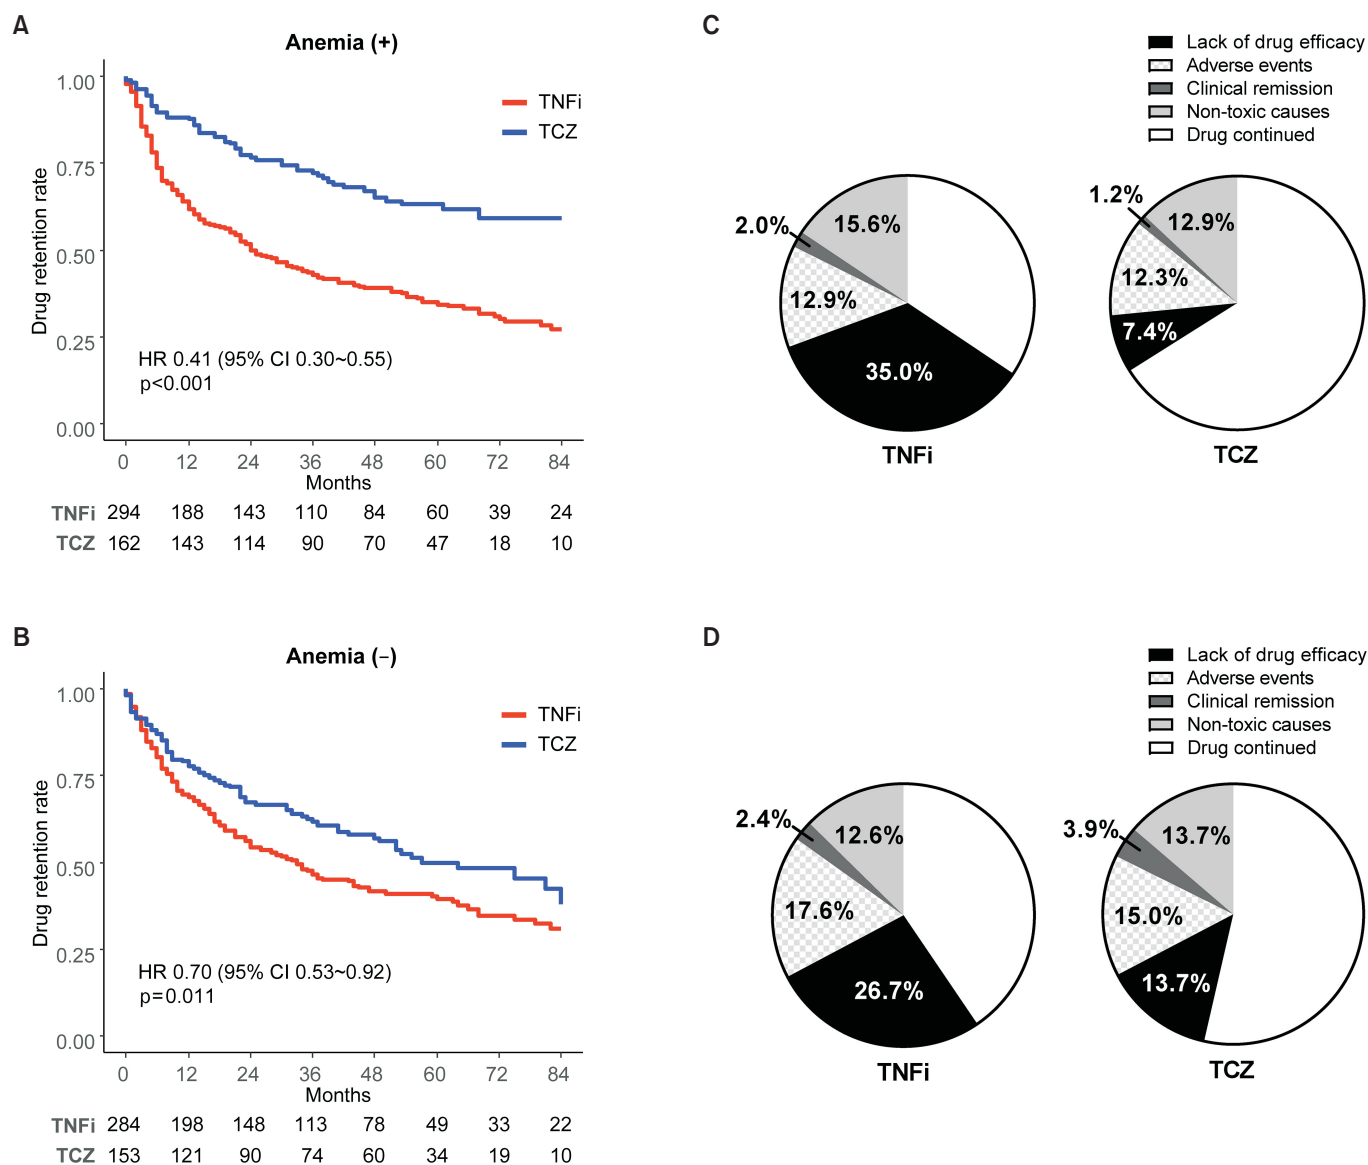 A
Anemia (+)
1.00
0.75
0.50
0.25
0.00
Drug retention rate
TNFi
TCZ
HR 0.41 (95% CI 0.30~0.55)
p<0.001
0 12 24 36 48 60 72 84
Months
TNFi 294 188 143 110 84 60 39 24
TCZ 162 143 114 90 70 47 18 10
B
Anemia (−)
1.00
0.75
0.50
0.25
0.00
Drug retention rate
TNFi
TCZ
HR 0.70 (95% CI 0.53~0.92)
p=0.011
0 12 24 36 48 60 72 84
Months
TNFi 284 198 148 113 78 49 33 22
TCZ 153 121 90 74 60 34 19 10
C
Lack of drug efficacy
Adverse events
Clinical remission
Non-toxic causes
Drug continued
2.0%
15.6%
12.9%
35.0%
TNFi
1.2%
12.9%
12.3%
7.4%
TCZ
D
Lack of drug efficacy
Adverse events
Clinical remission
Non-toxic causes
Drug continued
2.4%
12.6%
17.6%
26.7%
TNFi
3.9%
13.7%
15.0%
13.7%
TCZ